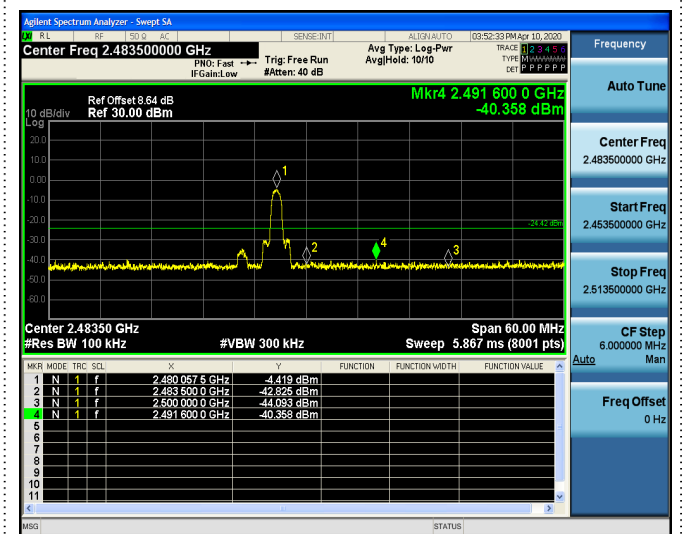 Agilent Spectrum Analyzer - Swept SA
RL RF 50 Ω AC SENSE:INT ALIGN AUTO 03:52:33 PM Apr 10, 2020
Center Freq 2.483500000 GHz
PNO: Fast
IFGain:Low
Trig: Free Run
#Atten: 40 dB
Avg Type: Log-Pwr
Avg|Hold: 10/10
TRACE 1 2 3 4 5 6
TYPE M
DET P P P P P P
Ref Offset 8.64 dB
Ref 30.00 dBm
10 dB/div
Log
Mkr4 2.491 600 0 GHz
-40.358 dBm
20.0
10.0
0.00
-10.0
-20.0
-30.0
-40.0
-50.0
-60.0
1
2
4
3
-24.42 dBm
Center 2.48350 GHz Span 60.00 MHz
#Res BW 100 kHz #VBW 300 kHz Sweep 5.867 ms (8001 pts)
MKR MODE TRC SCL X Y FUNCTION FUNCTION WIDTH FUNCTION VALUE
1 N 1 f 2.480 057 5 GHz -4.419 dBm
2 N 1 f 2.483 500 0 GHz -42.825 dBm
3 N 1 f 2.500 000 0 GHz -44.093 dBm
4 N 1 f 2.491 600 0 GHz -40.358 dBm
5
6
7
8
9
10
11
MSG STATUS
Frequency
Auto Tune
Center Freq
2.483500000 GHz
Start Freq
2.453500000 GHz
Stop Freq
2.513500000 GHz
CF Step
6.000000 MHz
Auto Man
Freq Offset
0 Hz